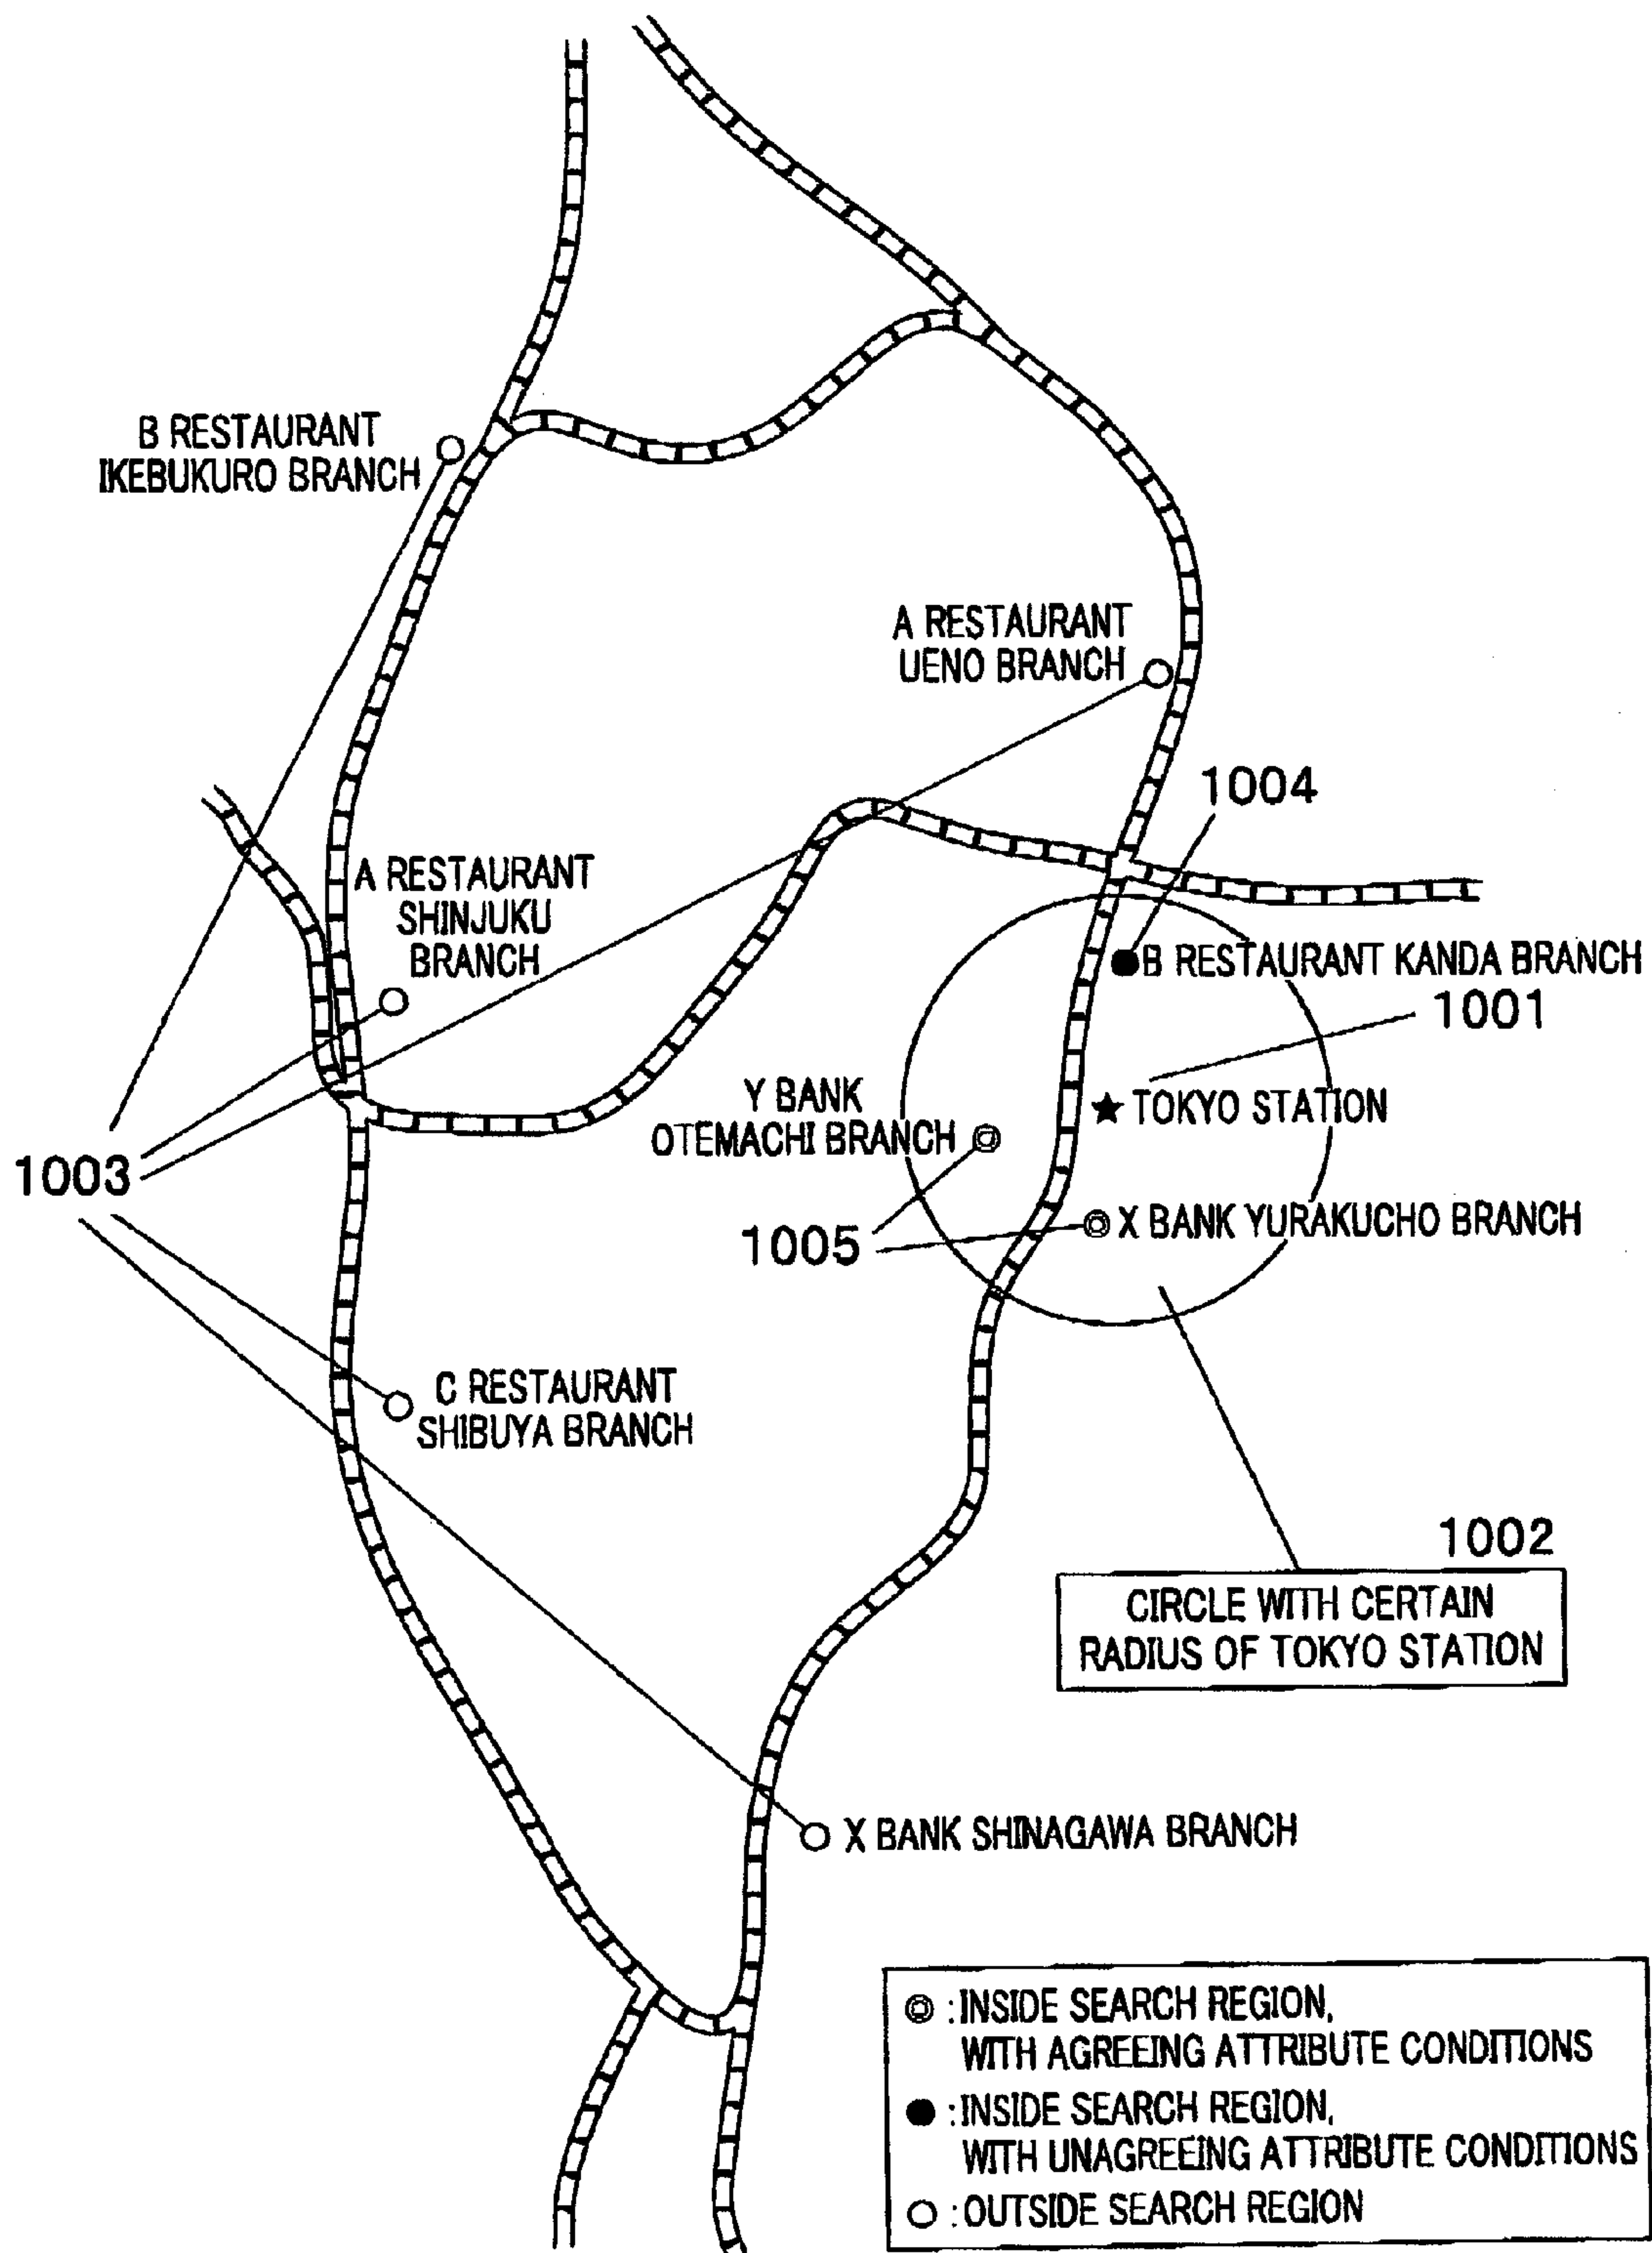 B RESTAURANT
IKEBUKURO BRANCH
A RESTAURANT
UENO BRANCH
1004
A RESTAURANT
SHINJUKU
BRANCH
B RESTAURANT KANDA BRANCH
1001
Y BANK
OTEMACHI BRANCH
★ TOKYO STATION
1003
1005
X BANK YURAKUCHO BRANCH
C RESTAURANT
SHIBUYA BRANCH
1002
CIRCLE WITH CERTAIN
RADIUS OF TOKYO STATION
X BANK SHINAGAWA BRANCH
◎ :INSIDE SEARCH REGION,
WITH AGREEING ATTRIBUTE CONDITIONS
● :INSIDE SEARCH REGION,
WITH UNAGREEING ATTRIBUTE CONDITIONS
○ :OUTSIDE SEARCH REGION